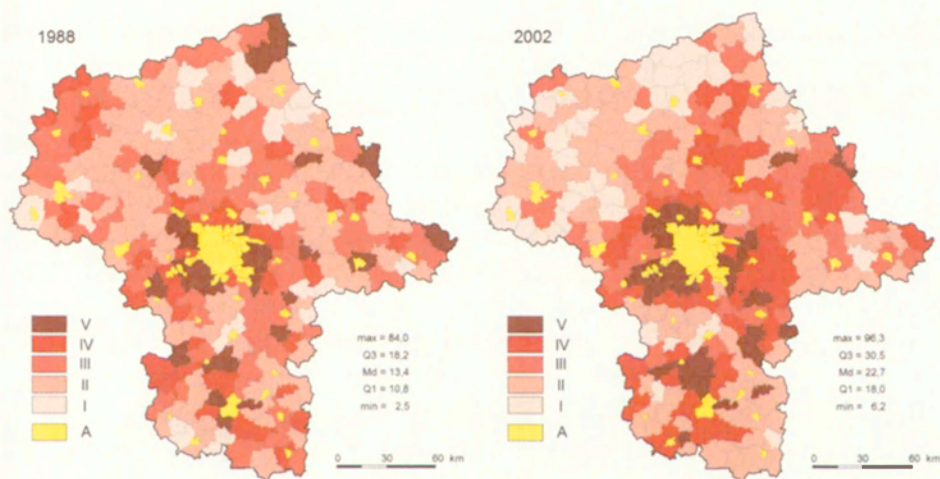 1988
V
IV
III
II
I
A
max = 84,0
Q3 = 18,2
Md = 13,4
Q1 = 10,8
min = 2,5
0 30 60 km
2002
V
IV
III
II
I
A
max = 96,3
Q3 = 30,5
Md = 22,7
Q1 = 18,0
min = 6,2
0 30 60 km